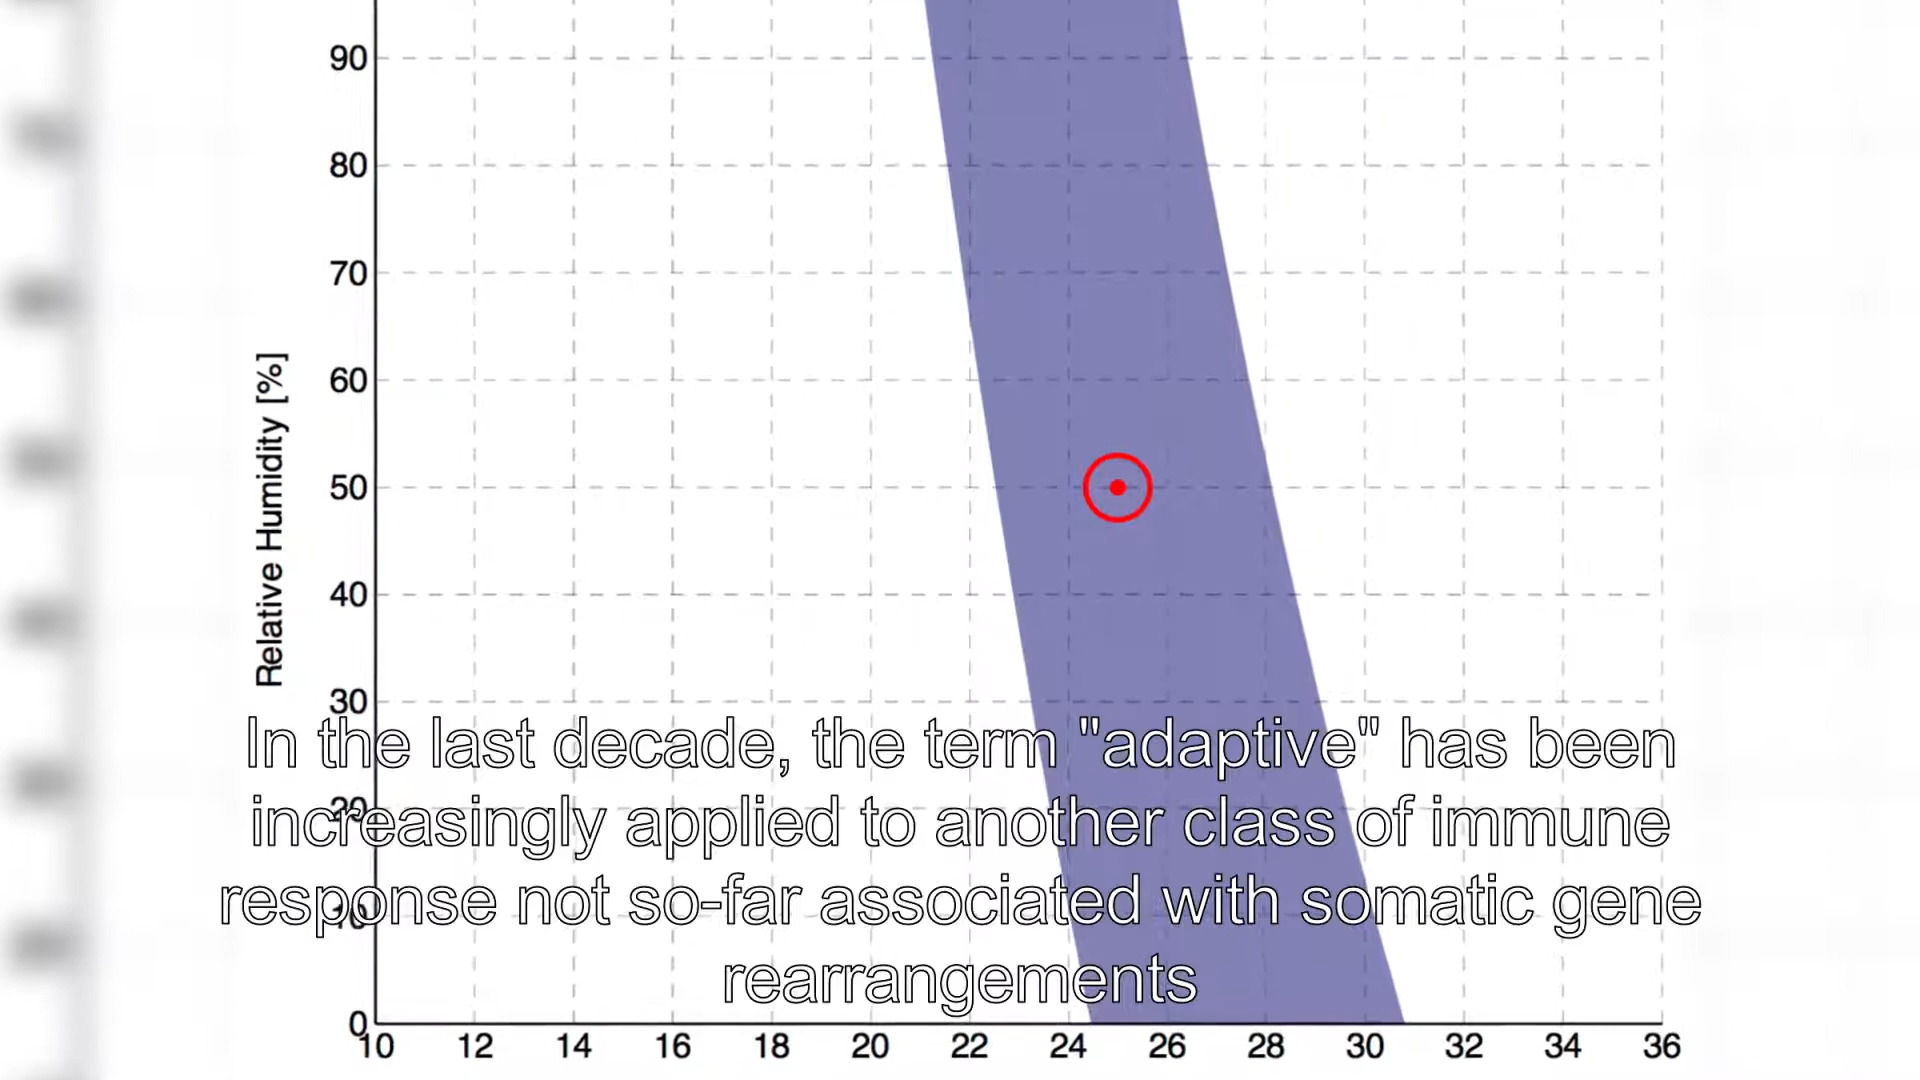 90
80
70
60
50
40
30
20
10
0
Relative Humidity [%]
10 12 14 16 18 20 22 24 26 28 30 32 34 36
In the last decade, the term "adaptive" has been
increasingly applied to another class of immune
response not so-far associated with somatic gene
rearrangements